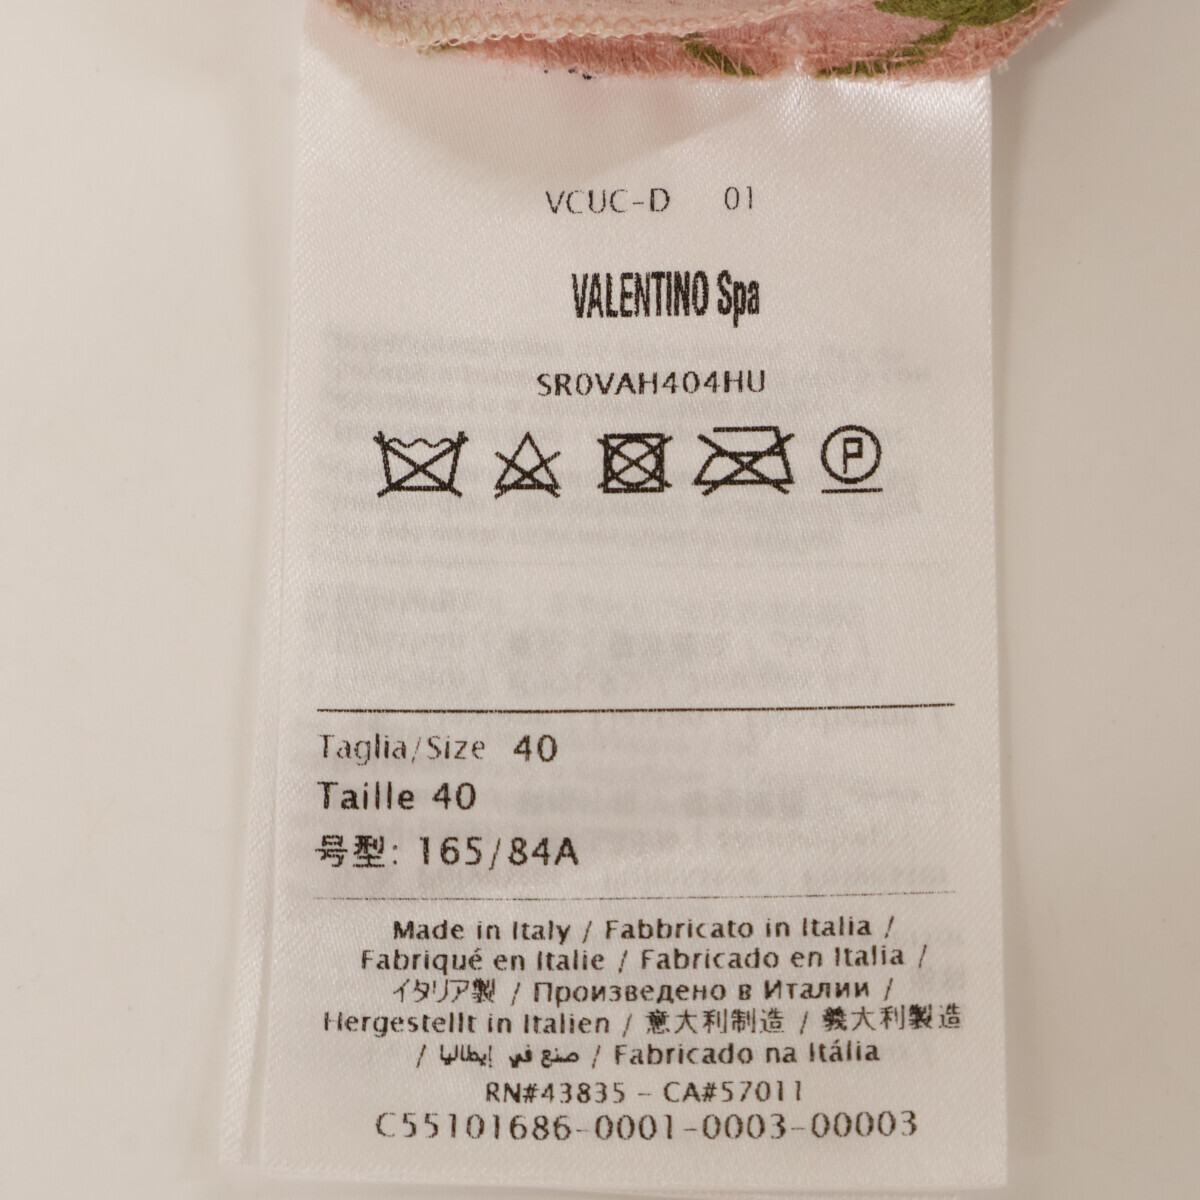 VCUC-D 01
VALENTINO Spa
SR0VAH404HU
P
Taglia/Size 40
Taille 40
号型: 165/84A
Made in Italy / Fabbricato in Italia /
Fabriqué en Italie / Fabricado en Italia /
イタリア製 / Произведено в Италии /
Hergestellt in Italien / 意大利制造 / 義大利製造
/ صنع في إيطاليا / Fabricado na Itália
RN#43835 - CA#57011
C55101686-0001-0003-00003